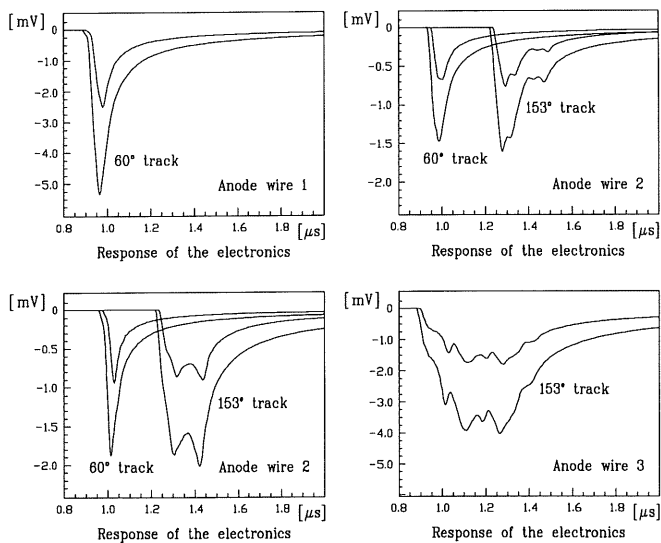 [mV]
0
-1.0
-2.0
-3.0
-4.0
-5.0
60° track
Anode wire 1
0.8 1.0 1.2 1.4 1.6 1.8
[μs]
Response of the electronics
[mV]
0
-0.5
-1.0
-1.5
-2.0
153° track
60° track
Anode wire 2
0.8 1.0 1.2 1.4 1.6 1.8
[μs]
Response of the electronics
[mV]
0
-0.5
-1.0
-1.5
-2.0
153° track
60° track
Anode wire 2
0.8 1.0 1.2 1.4 1.6 1.8
[μs]
Response of the electronics
[mV]
0
-1.0
-2.0
-3.0
-4.0
-5.0
153° track
Anode wire 3
0.8 1.0 1.2 1.4 1.6 1.8
[μs]
Response of the electronics